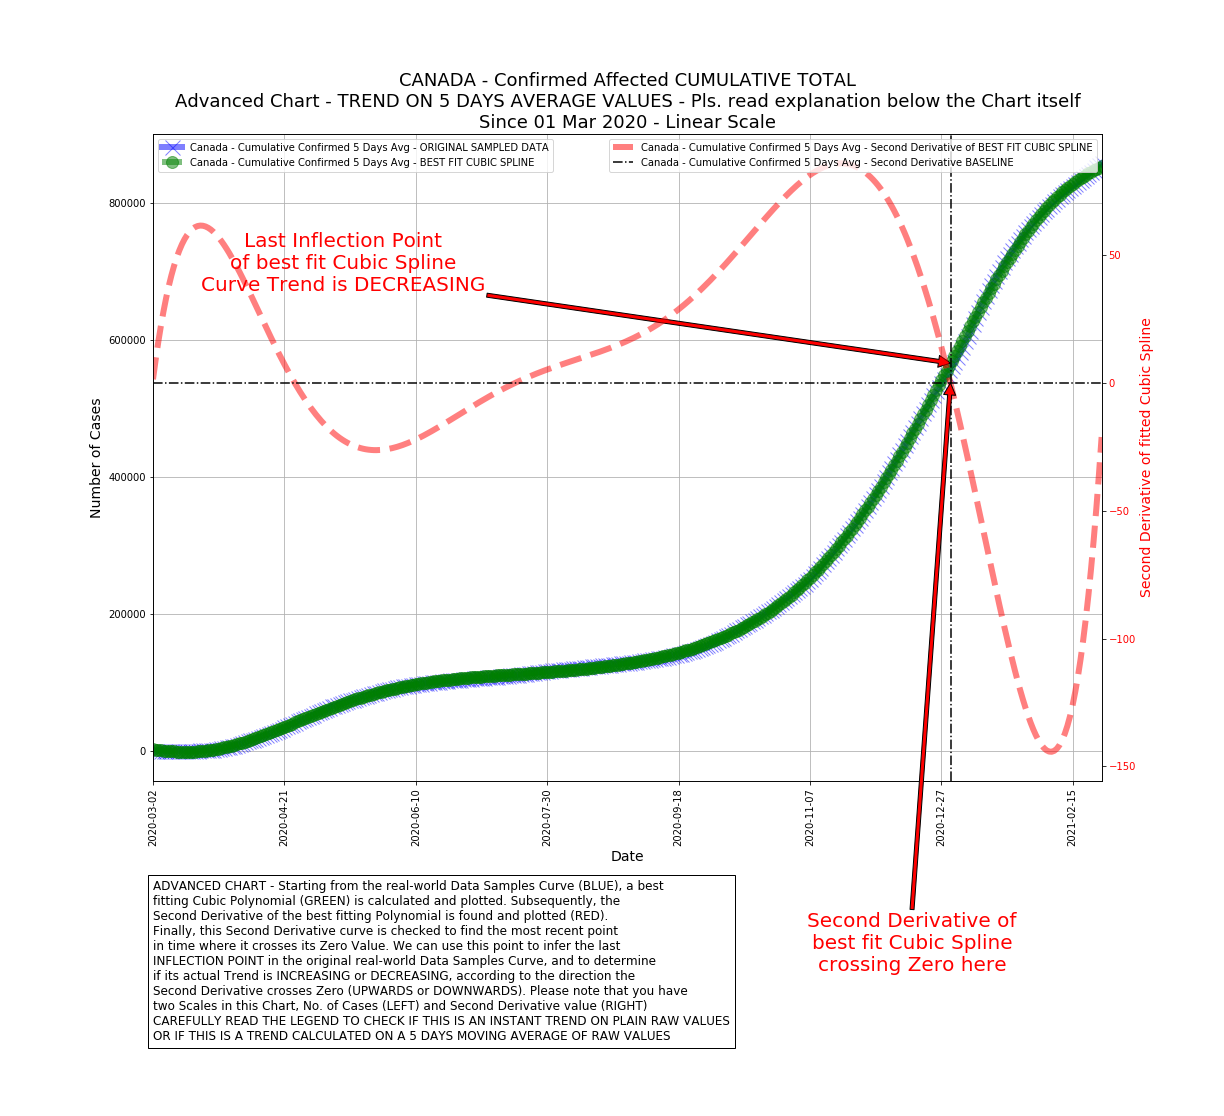 CANADA - Confirmed Affected CUMULATIVE TOTAL
Advanced Chart - TREND ON 5 DAYS AVERAGE VALUES - Pls. read explanation below the Chart itself
Since 01 Mar 2020 - Linear Scale
Canada - Cumulative Confirmed 5 Days Avg - ORIGINAL SAMPLED DATA
Canada - Cumulative Confirmed 5 Days Avg - BEST FIT CUBIC SPLINE
Canada - Cumulative Confirmed 5 Days Avg - Second Derivative of BEST FIT CUBIC SPLINE
Canada - Cumulative Confirmed 5 Days Avg - Second Derivative BASELINE
Last Inflection Point
of best fit Cubic Spline
Curve Trend is DECREASING
Number of Cases
800000
600000
400000
200000
0
50
0
−50
−100
−150
Second Derivative of fitted Cubic Spline
2020-03-02
2020-04-21
2020-06-10
2020-07-30
2020-09-18
2020-11-07
2020-12-27
2021-02-15
Date
Second Derivative of
best fit Cubic Spline
crossing Zero here
ADVANCED CHART - Starting from the real-world Data Samples Curve (BLUE), a best
fitting Cubic Polynomial (GREEN) is calculated and plotted. Subsequently, the
Second Derivative of the best fitting Polynomial is found and plotted (RED).
Finally, this Second Derivative curve is checked to find the most recent point
in time where it crosses its Zero Value. We can use this point to infer the last
INFLECTION POINT in the original real-world Data Samples Curve, and to determine
if its actual Trend is INCREASING or DECREASING, according to the direction the
Second Derivative crosses Zero (UPWARDS or DOWNWARDS). Please note that you have
two Scales in this Chart, No. of Cases (LEFT) and Second Derivative value (RIGHT)
CAREFULLY READ THE LEGEND TO CHECK IF THIS IS AN INSTANT TREND ON PLAIN RAW VALUES
OR IF THIS IS A TREND CALCULATED ON A 5 DAYS MOVING AVERAGE OF RAW VALUES